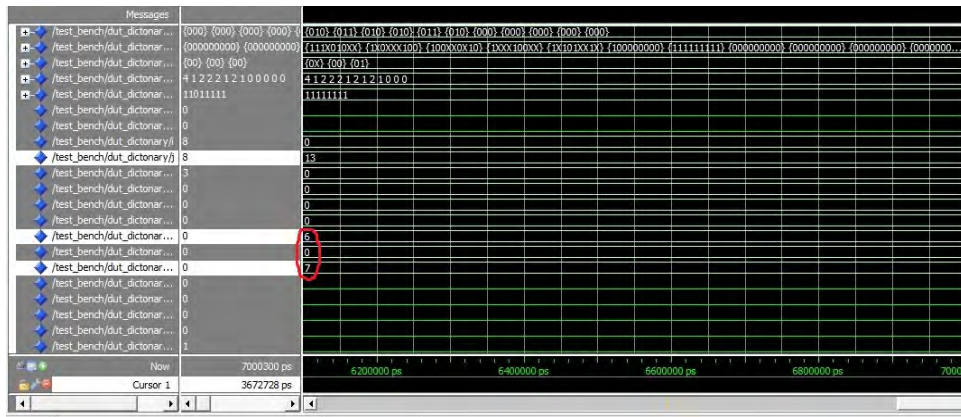 Messages
/test_bench/dut_dictonar... {000} {000} {000} {000} { {010} {011} {010} {010} {011} {010} {000} {000} {000} {000} {000}
/test_bench/dut_dictonar... {000000000} {000000000} {111X010XX} {1X0XXX100} {100XX0X10} {1XXX100XX} {1X101XX1X} {100000000} {111111111} {000000000} {000000000} {000000000} {0000000...
/test_bench/dut_dictonar... {00} {00} {00} {0X} {00} {01}
/test_bench/dut_dictonar... 4 1 2 2 2 1 2 1 1 0 0 0 0 0 4 1 2 2 2 1 2 1 2 1 0 0 0
/test_bench/dut_dictonar... 11011111 11111111
/test_bench/dut_dictonar... 0
/test_bench/dut_dictonar... 0
/test_bench/dut_dictonary/i 8 0
/test_bench/dut_dictonary/j 8 13
/test_bench/dut_dictonar... 3 0
/test_bench/dut_dictonar... 0 0
/test_bench/dut_dictonar... 0 0
/test_bench/dut_dictonar... 0 0
/test_bench/dut_dictonar... 0 6
/test_bench/dut_dictonar... 0 0
/test_bench/dut_dictonar... 0 7
/test_bench/dut_dictonar... 0
/test_bench/dut_dictonar... 0
/test_bench/dut_dictonar... 0
/test_bench/dut_dictonar... 1
Now 7000300 ps 6200000 ps 6400000 ps 6600000 ps 6800000 ps 7000
Cursor 1 3672728 ps